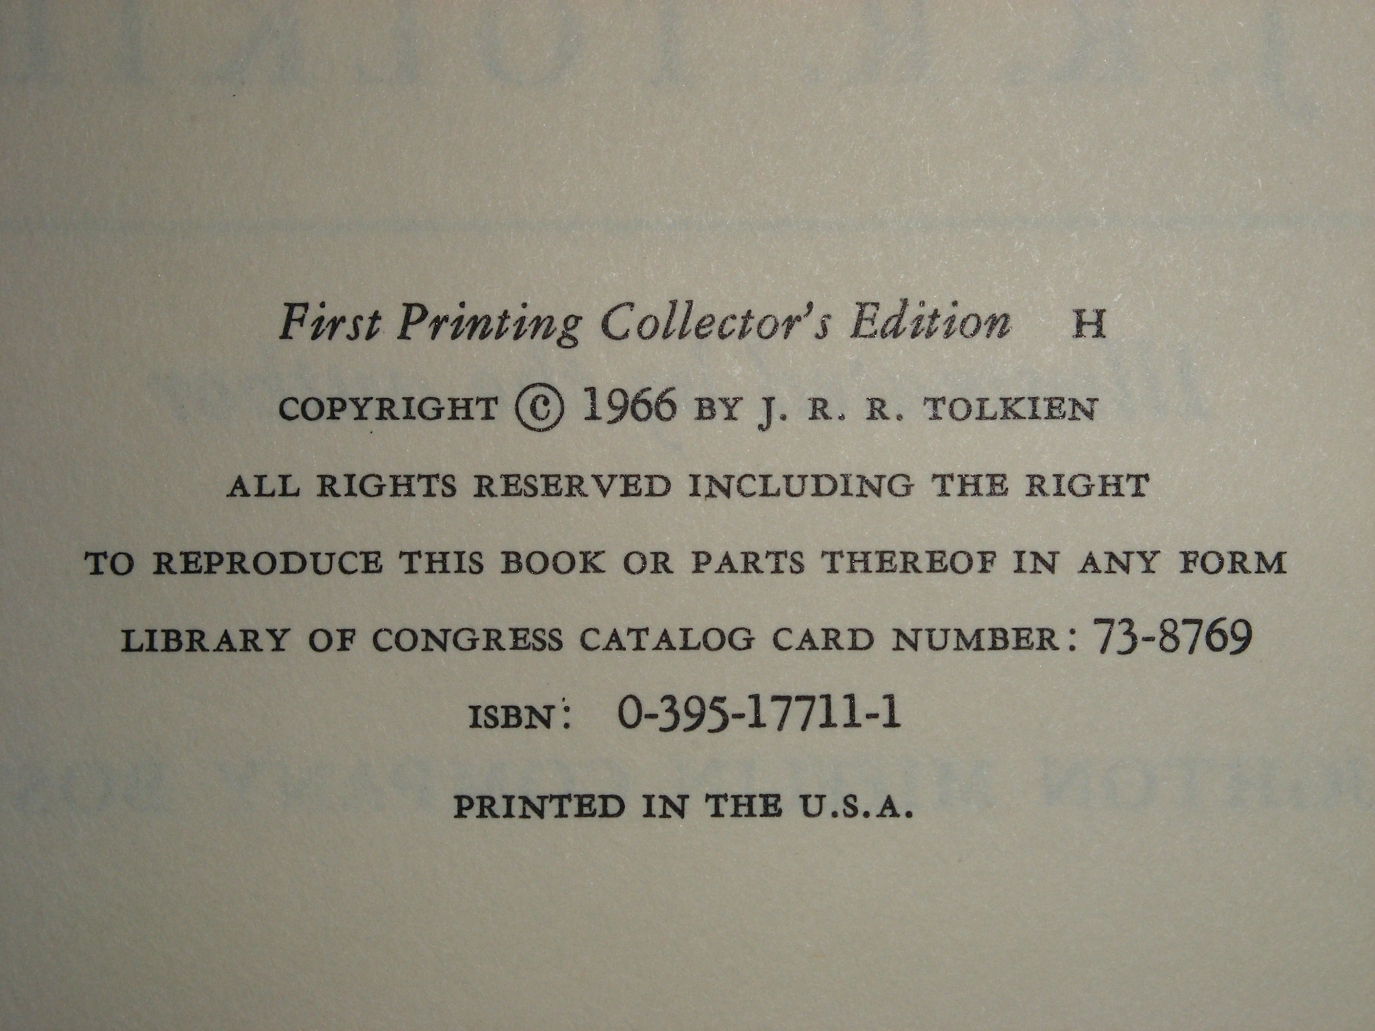 First Printing Collector's Edition H
COPYRIGHT © 1966 BY J. R. R. TOLKIEN
ALL RIGHTS RESERVED INCLUDING THE RIGHT
TO REPRODUCE THIS BOOK OR PARTS THEREOF IN ANY FORM
LIBRARY OF CONGRESS CATALOG CARD NUMBER: 73-8769
ISBN: 0-395-17711-1
PRINTED IN THE U.S.A.